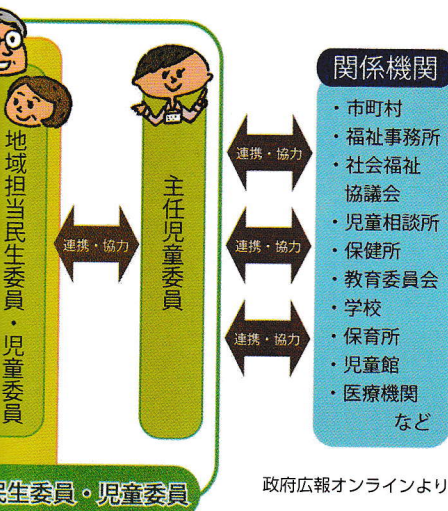 地域担当民生委員・児童委員
連携・協力
主任児童委員
連携・協力
連携・協力
連携・協力
関係機関
・市町村
・福祉事務所
・社会福祉
協議会
・児童相談所
・保健所
・教育委員会
・学校
・保育所
・児童館
・医療機関
など
生委員・児童委員
政府広報オンラインより